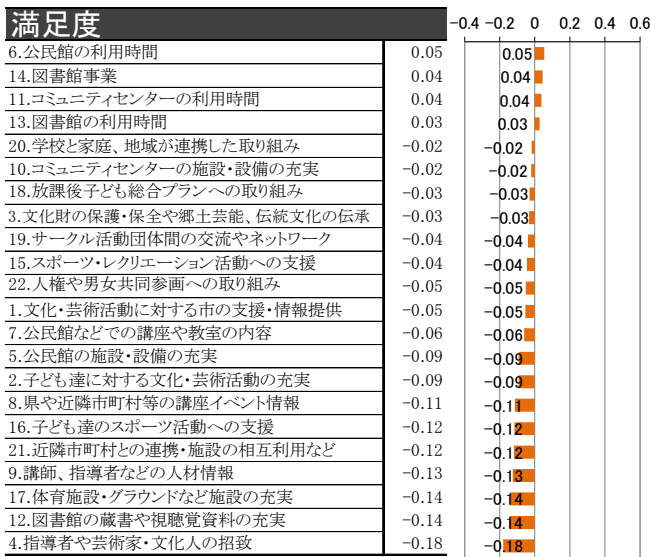 満足度 -0.4 -0.2 0 0.2 0.4 0.6
6.公民館の利用時間 0.05 0.05
14.図書館事業 0.04 0.04
11.コミュニティセンターの利用時間 0.04 0.04
13.図書館の利用時間 0.03 0.03
20.学校と家庭、地域が連携した取り組み -0.02 -0.02
10.コミュニティセンターの施設・設備の充実 -0.02 -0.02
18.放課後子ども総合プランへの取り組み -0.03 -0.03
3.文化財の保護・保全や郷土芸能、伝統文化の伝承 -0.03 -0.03
19.サークル活動団体間の交流やネットワーク -0.04 -0.04
15.スポーツ・レクリエーション活動への支援 -0.04 -0.04
22.人権や男女共同参画への取り組み -0.05 -0.05
1.文化・芸術活動に対する市の支援・情報提供 -0.05 -0.05
7.公民館などでの講座や教室の内容 -0.06 -0.06
5.公民館の施設・設備の充実 -0.09 -0.09
2.子ども達に対する文化・芸術活動の充実 -0.09 -0.09
8.県や近隣市町村等の講座イベント情報 -0.11 -0.11
16.子ども達のスポーツ活動への支援 -0.12 -0.12
21.近隣市町村との連携・施設の相互利用など -0.12 -0.12
9.講師、指導者などの人材情報 -0.13 -0.13
17.体育施設・グラウンドなど施設の充実 -0.14 -0.14
12.図書館の蔵書や視聴覚資料の充実 -0.14 -0.14
4.指導者や芸術家・文化人の招致 -0.18 -0.18